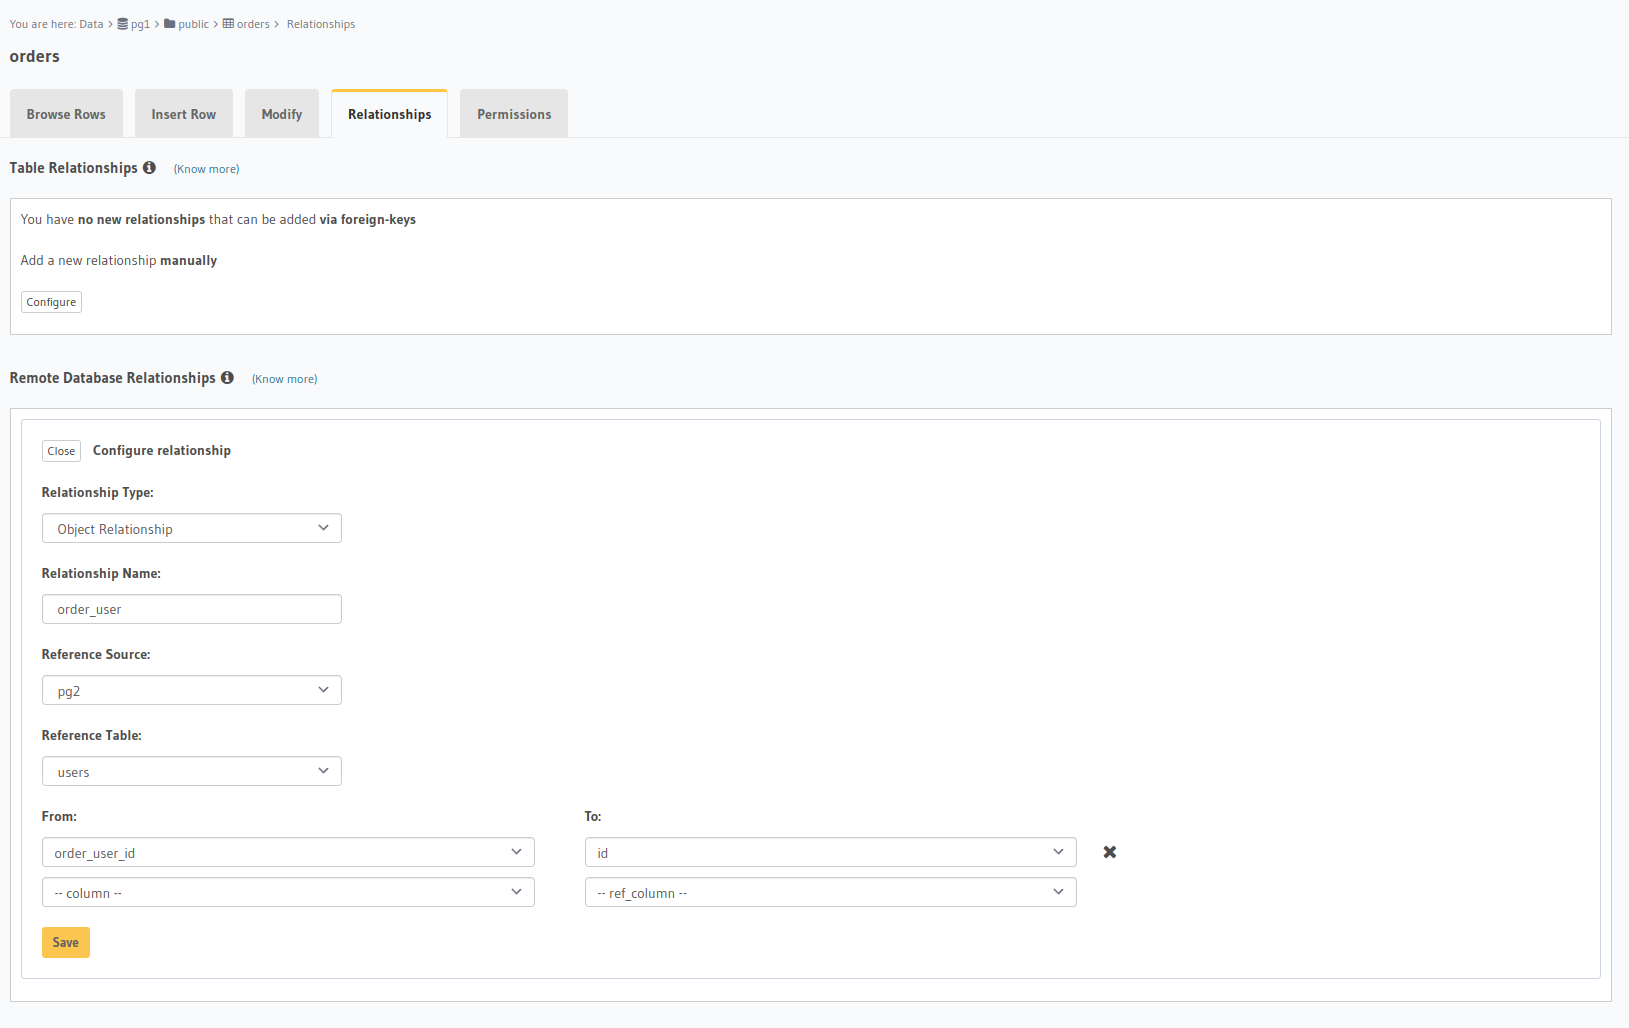 You are here: Data > pg1 > public > orders > Relationships
orders
Browse Rows Insert Row Modify Relationships Permissions
Table Relationships (Know more)
You have no new relationships that can be added via foreign-keys
Add a new relationship manually
Configure
Remote Database Relationships (Know more)
Close Configure relationship
Relationship Type:
Object Relationship
Relationship Name:
order_user
Reference Source:
pg2
Reference Table:
users
From: To:
order_user_id id
-- column -- -- ref_column --
Save